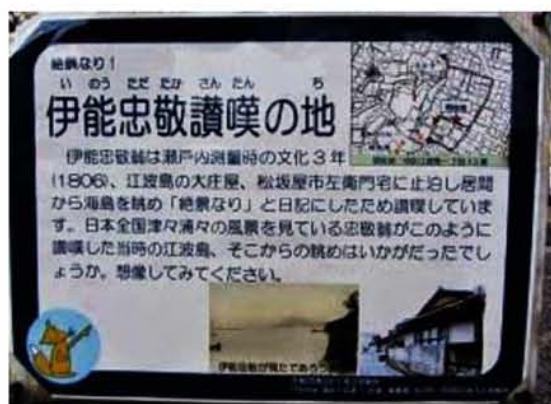 絶景なり!
い のう ただ たか さん たん ち
伊能忠敬讃嘆の地
伊能忠敬翁は瀬戸内測量時の文化3年
(1806)、江波島の大庄屋、松坂屋市左衛門宅に止泊し居間
から海島を眺め「絶景なり」と日記にしたため讃嘆していま
す。日本全国津々浦々の風景を見ている忠敬翁がこのように
讃嘆した当時の江波島、そこからの眺めはいかがだったでし
ょうか。想像してみてください。
伊能忠敬が見たであろう